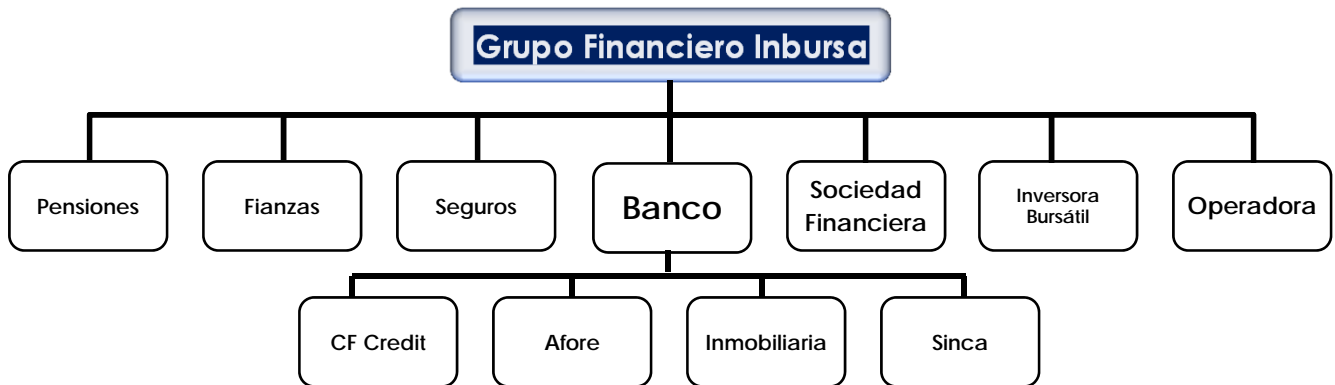 Grupo Financiero Inbursa
Pensiones
Fianzas
Seguros
Banco
Sociedad
Financiera
Inversora
Bursátil
Operadora
CF Credit
Afore
Inmobiliaria
Sinca